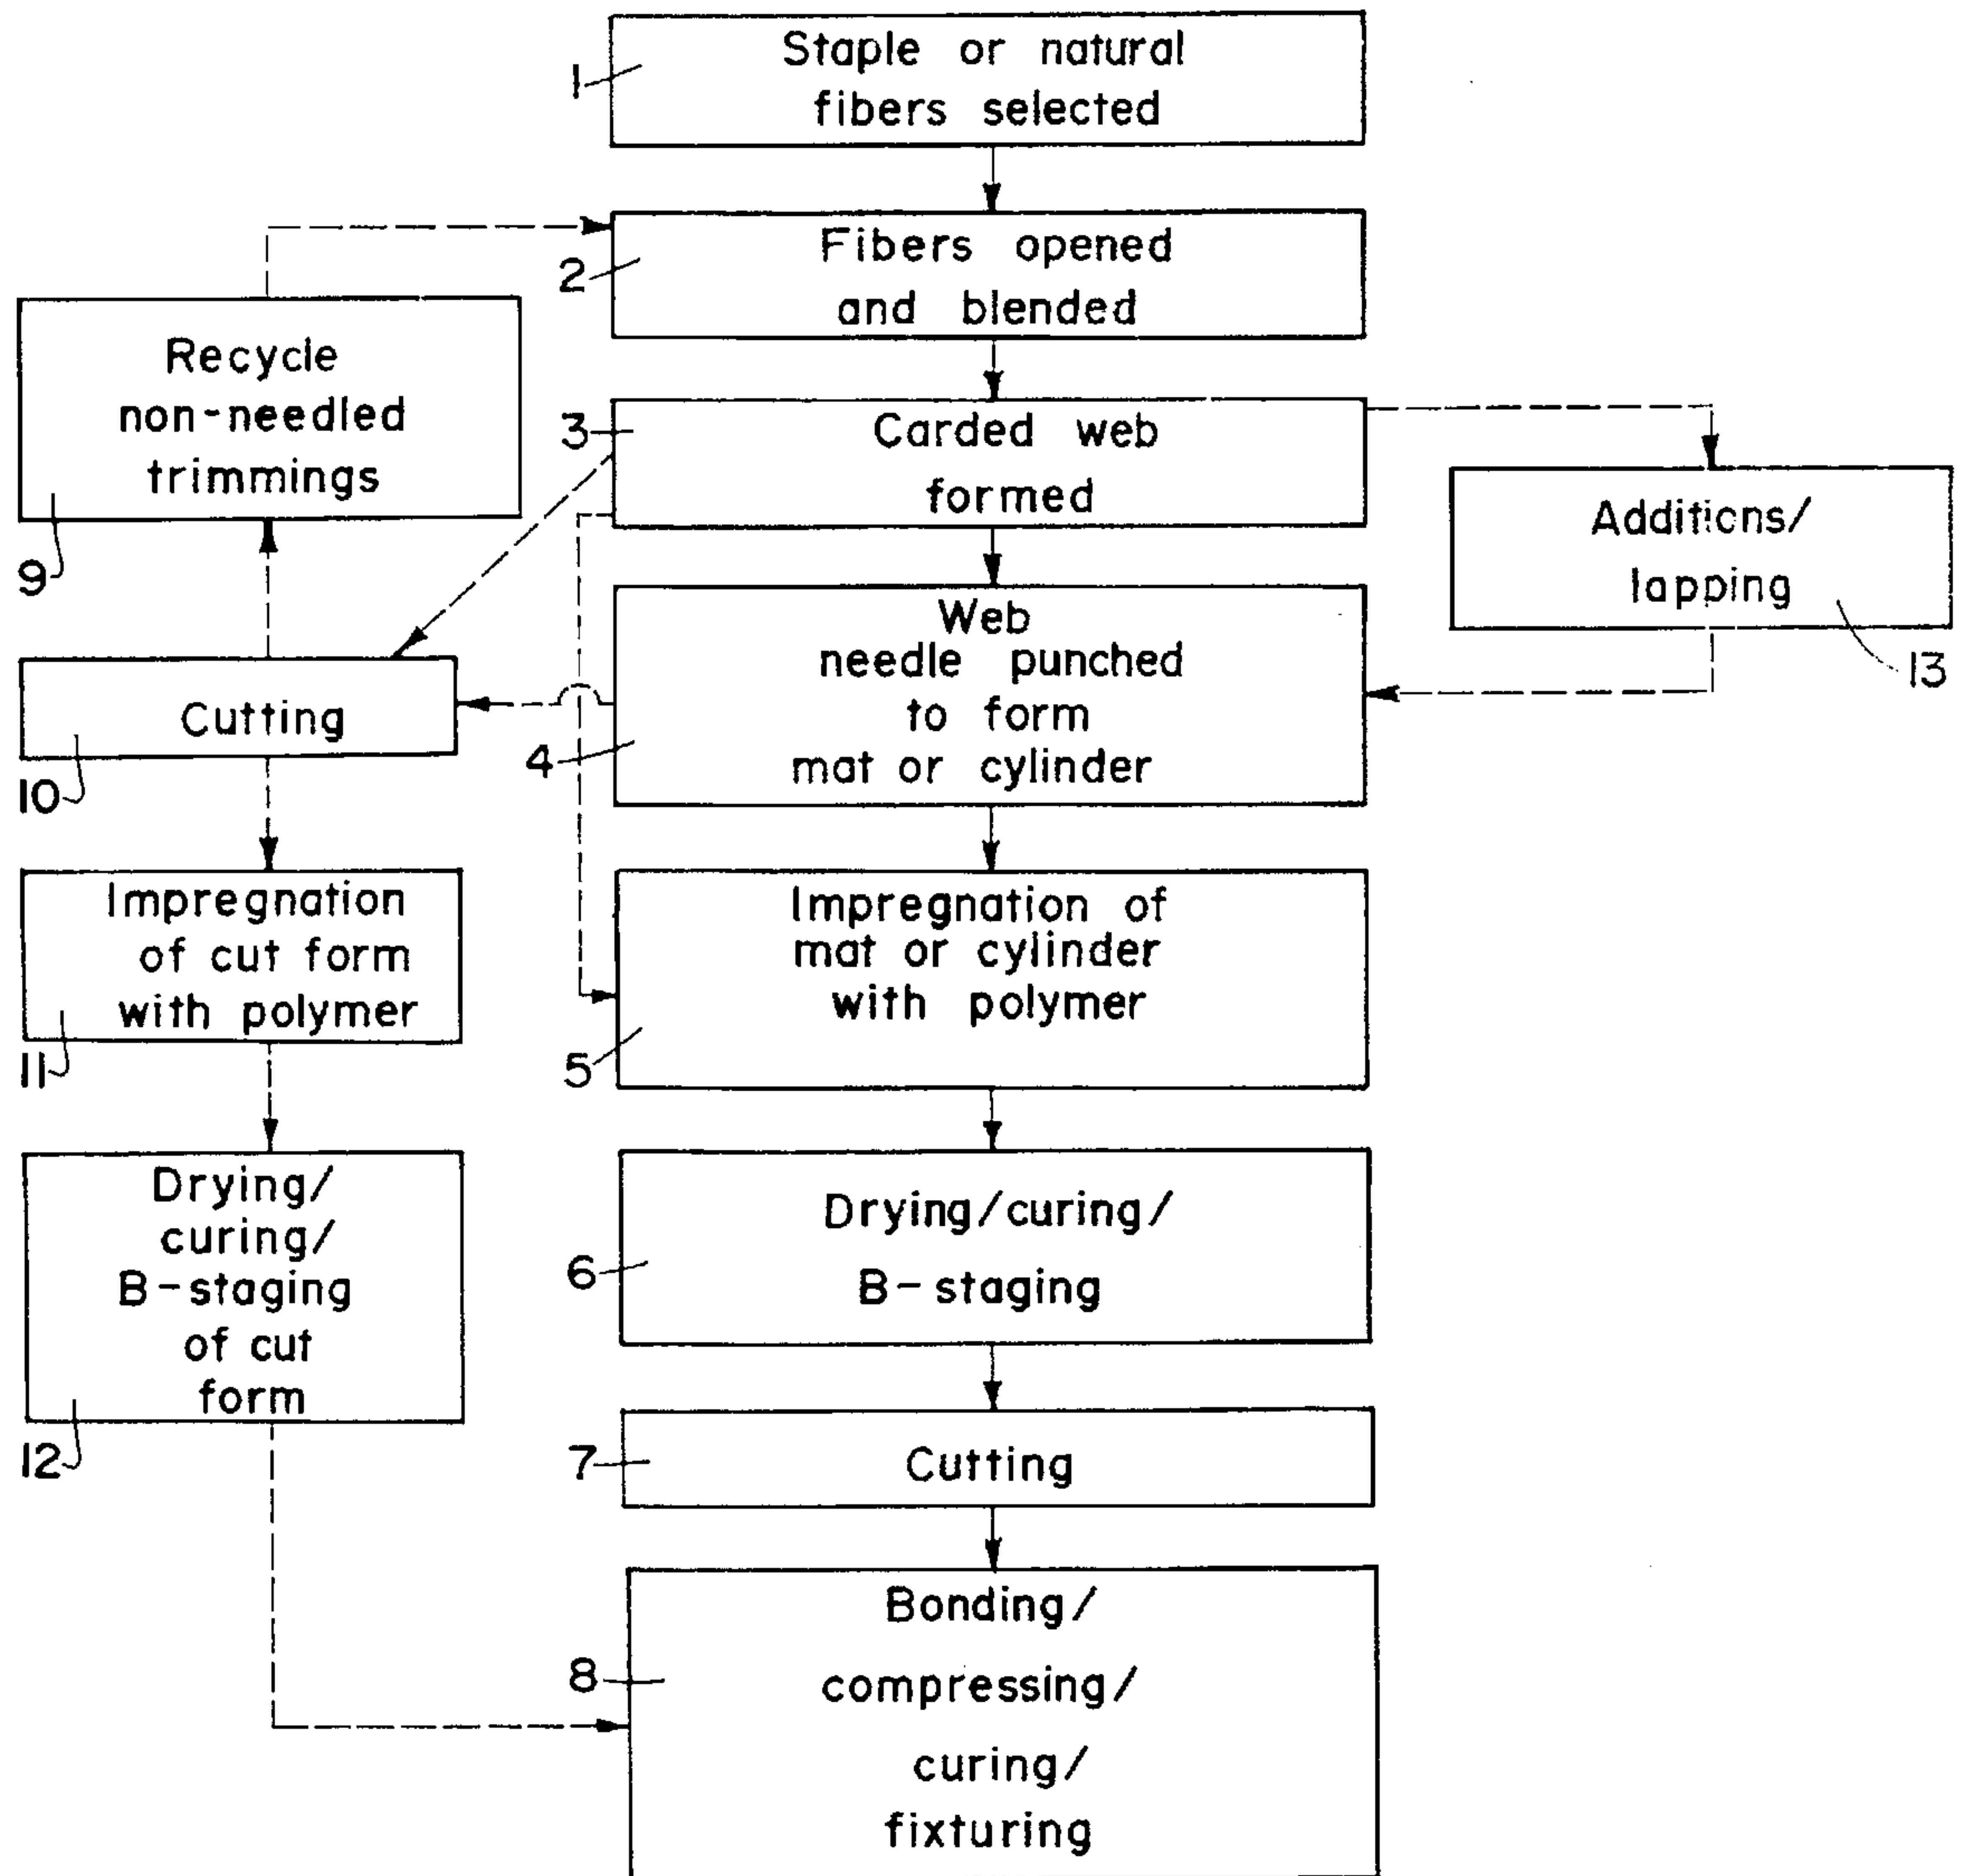 Staple or natural
fibers selected
1
Fibers opened
and blended
2
Recycle
non-needled
trimmings
9
Carded web
formed
3
Additions/
lapping
13
Web
needle punched
to form
mat or cylinder
4
Cutting
10
Impregnation
of cut form
with polymer
11
Impregnation of
mat or cylinder
with polymer
5
Drying/
curing/
B-staging
of cut
form
12
Drying/curing/
B-staging
6
Cutting
7
Bonding/
compressing/
curing/
fixturing
8